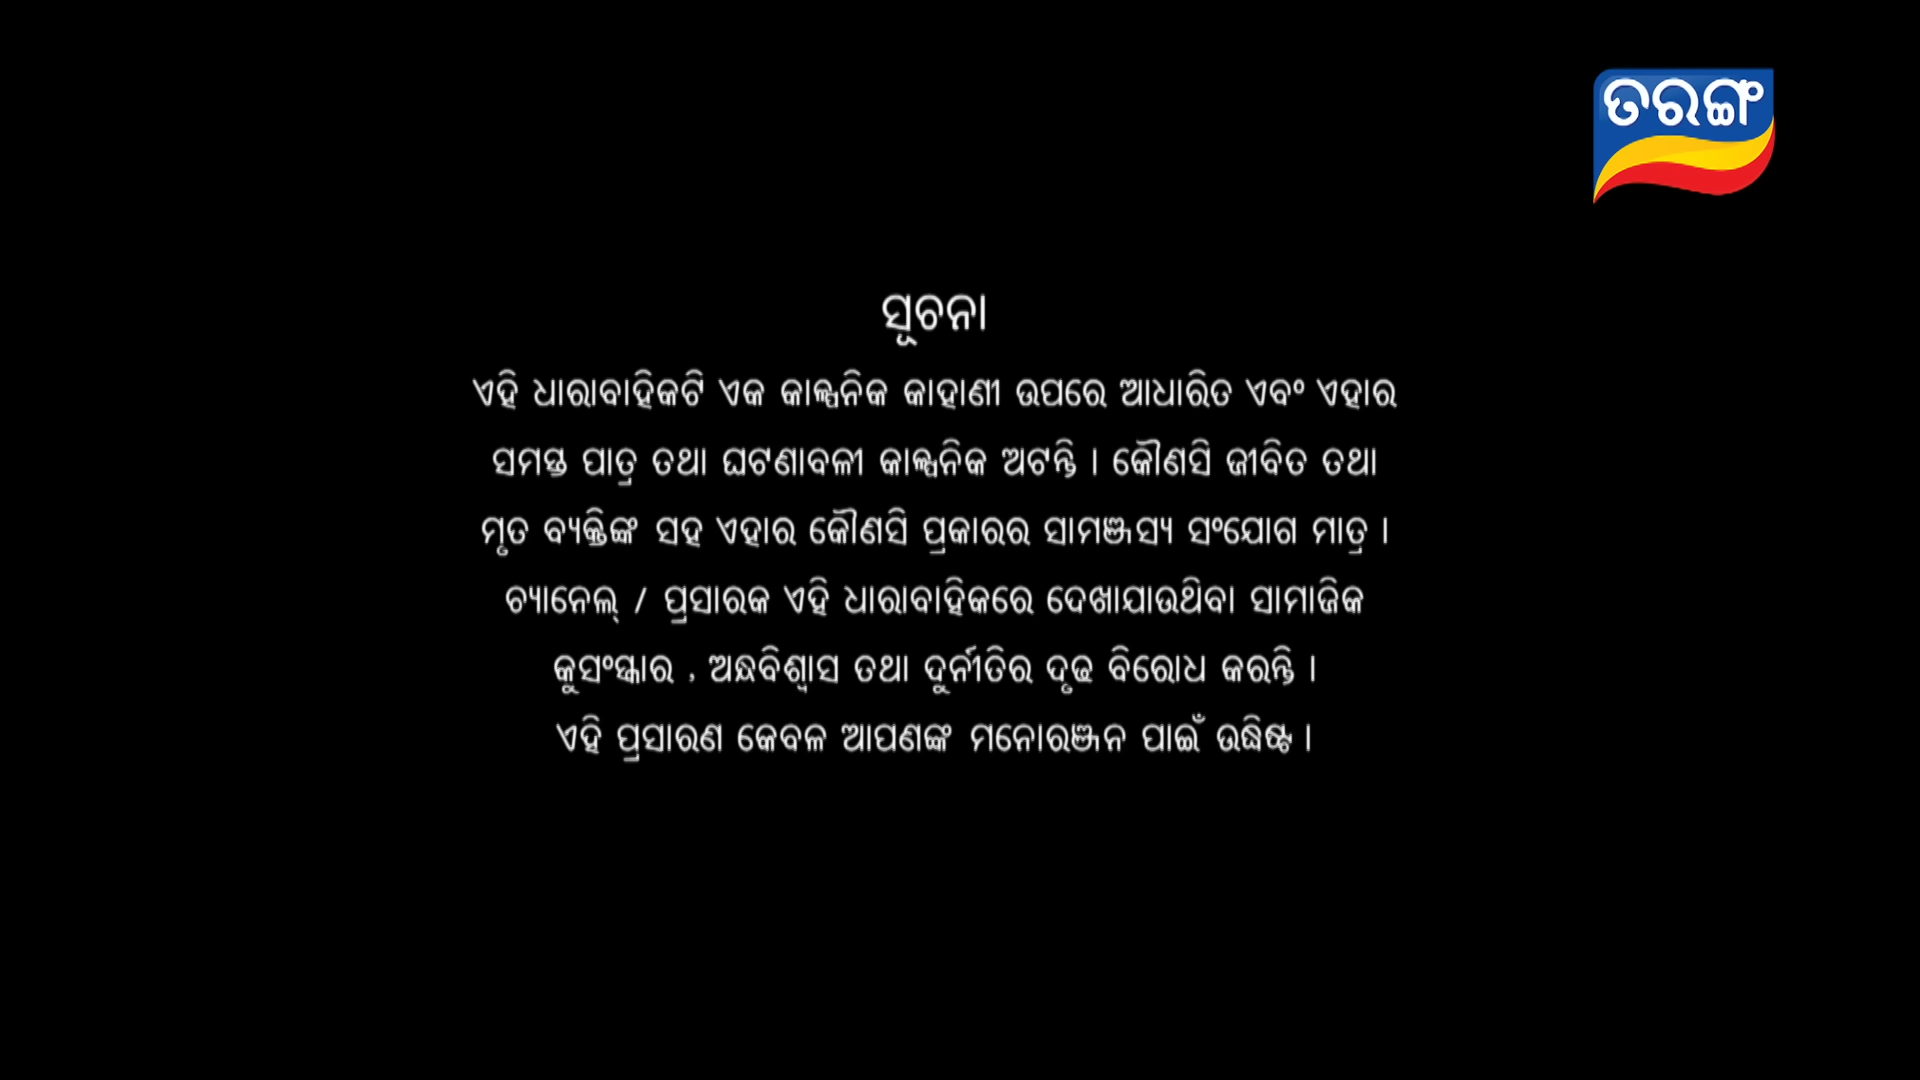 ତରଙ୍ଗ
ସୂଚନା
ଏହି ଧାରାବାହିକଟି ଏକ କାଳ୍ପନିକ କାହାଣୀ ଉପରେ ଆଧାରିତ ଏବଂ ଏହାର
ସମସ୍ତ ପାତ୍ର ତଥା ଘଟଣାବଳୀ କାଳ୍ପନିକ ଅଟନ୍ତି । କୌଣସି ଜୀବିତ ତଥା
ମୃତ ବ୍ୟକ୍ତିଙ୍କ ସହ ଏହାର କୌଣସି ପ୍ରକାରର ସାମଞ୍ଜସ୍ୟ ସଂଯୋଗ ମାତ୍ର ।
ଚ୍ୟାନେଲ୍ / ପ୍ରସାରକ ଏହି ଧାରାବାହିକରେ ଦେଖାଯାଉଥିବା ସାମାଜିକ
କୁସଂସ୍କାର , ଅନ୍ଧବିଶ୍ୱାସ ତଥା ଦୁର୍ନୀତିର ଦୃଢ ବିରୋଧ କରନ୍ତି ।
ଏହି ପ୍ରସାରଣ କେବଳ ଆପଣଙ୍କ ମନୋରଞ୍ଜନ ପାଇଁ ଉଦ୍ଧିଷ୍ଟ ।